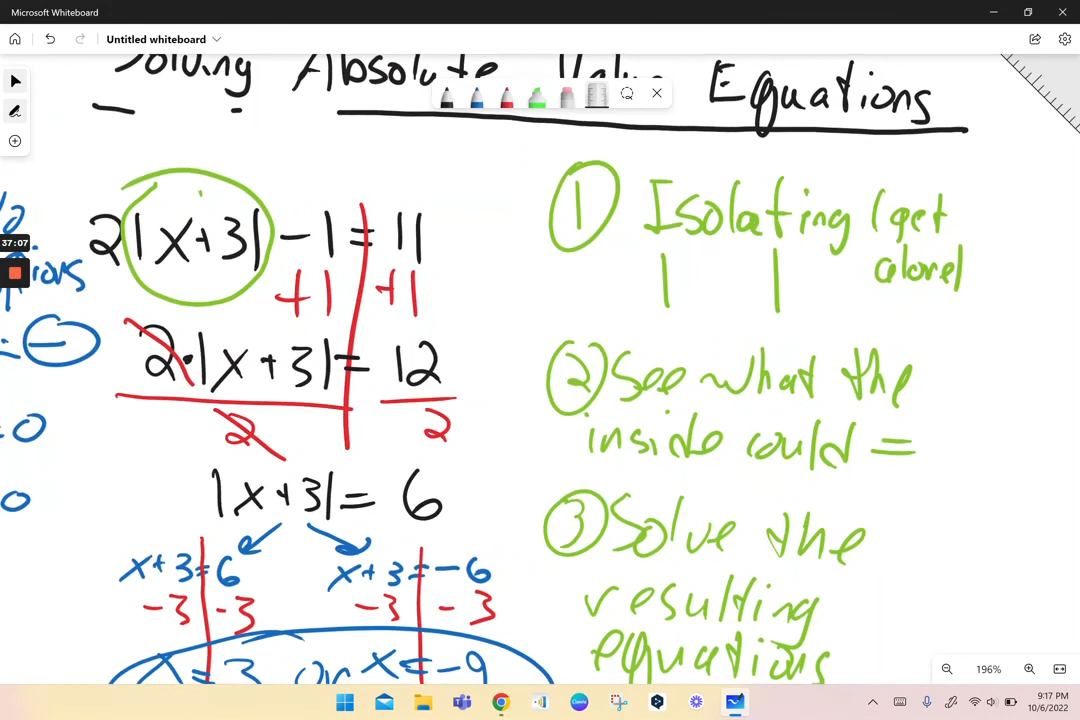 Microsoft Whiteboard
Untitled whiteboard
Solving Absolute Value Equations
37:07
2|x+3|-1=11
+1 +1
2·|x+3|=12
2 2
|x+3|=6
x+3=6 x+3=-6
-3 -3 -3 -3
x=3 or x=-9
① Isolating (get
| | alone)
② See what the
inside could =
③ Solve the
resulting
equations
=0
0
196%
9:17 PM
10/6/2022